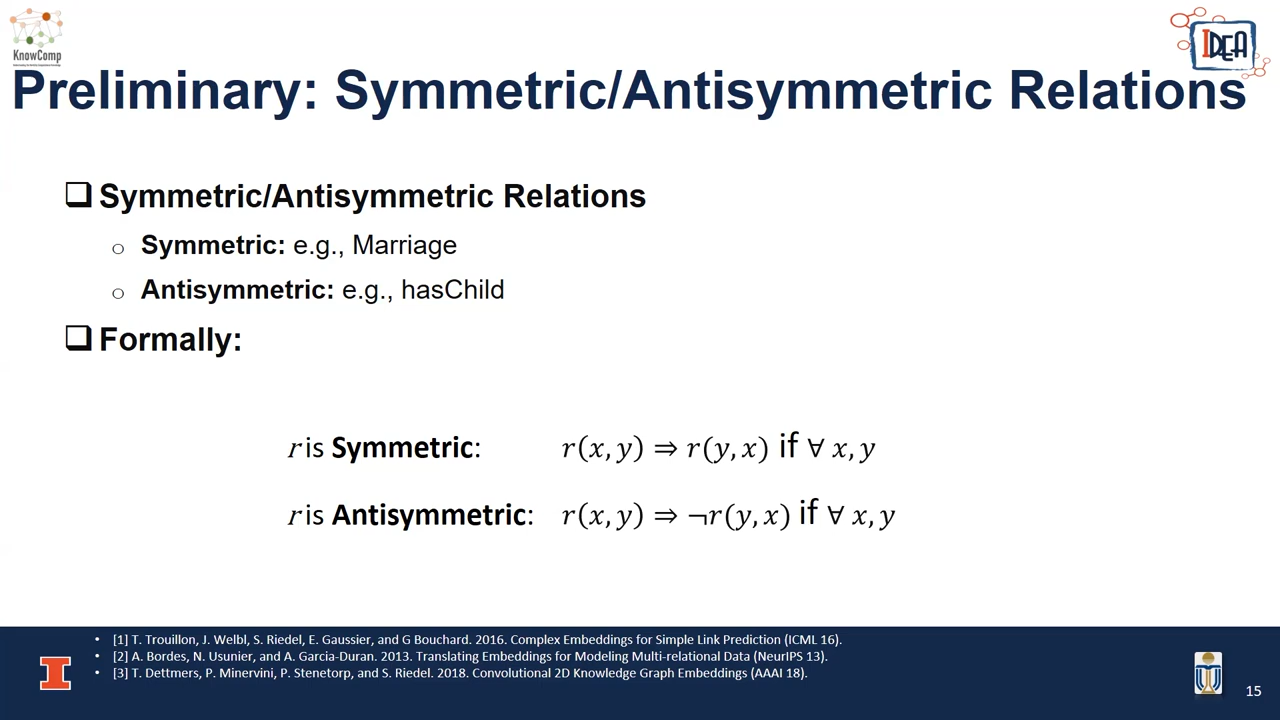 KnowComp
IDEA
Preliminary: Symmetric/Antisymmetric Relations
❑ Symmetric/Antisymmetric Relations
○ Symmetric: e.g., Marriage
○ Antisymmetric: e.g., hasChild
❑ Formally:
r is Symmetric: r(x, y) ⇒ r(y, x) if ∀ x, y
r is Antisymmetric: r(x, y) ⇒ ¬r(y, x) if ∀ x, y
• [1] T. Trouillon, J. Welbl, S. Riedel, E. Gaussier, and G Bouchard. 2016. Complex Embeddings for Simple Link Prediction (ICML 16).
• [2] A. Bordes, N. Usunier, and A. Garcia-Duran. 2013. Translating Embeddings for Modeling Multi-relational Data (NeurIPS 13).
• [3] T. Dettmers, P. Minervini, P. Stenetorp, and S. Riedel. 2018. Convolutional 2D Knowledge Graph Embeddings (AAAI 18).
15